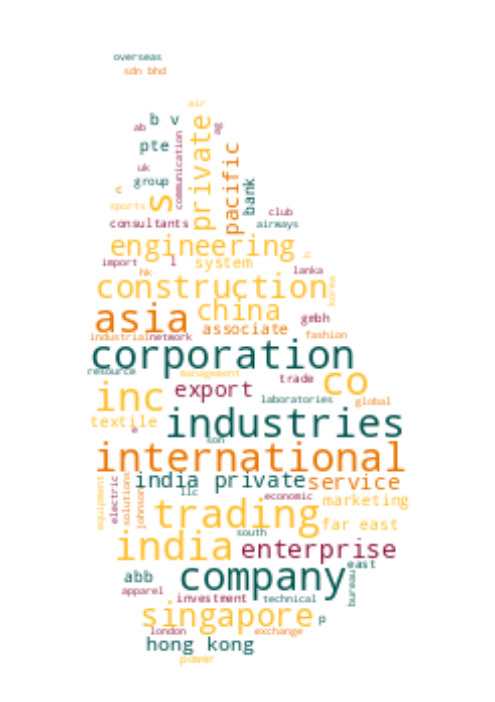 overseas
sdn bhd
air
b v
ab
ag
communication
private
pte
pacific
uk
group
bank
c
s
sports
club
consultants
airways
engineering
import
l
system
hk
lanka
construction
korea
china
asia
gmbh
associate
industrial
network
fashion
corporation
resource
management
trade
co
inc
export
laboratories
global
textile
industries
e
son
international
india private
service
equipment
electric
solutions
johnson
llc
economic
marketing
trading
far east
south
india
enterprise
east
abb
company
bureau
apparel
investment
technical
singapore
p
london
exchange
hong kong
power